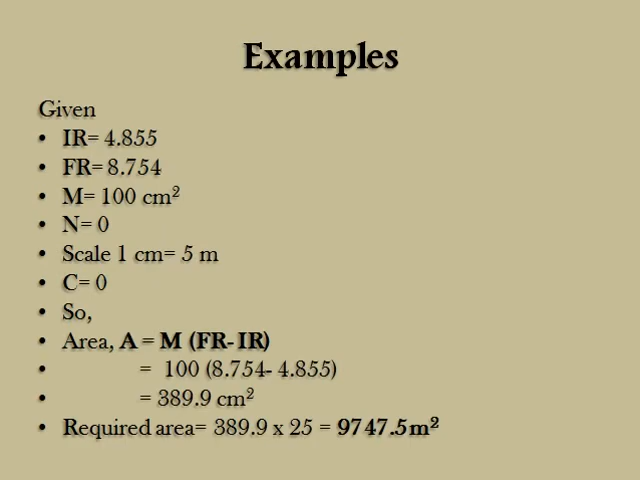 Examples
Given
• IR= 4.855
• FR= 8.754
• M= 100 cm²
• N= 0
• Scale 1 cm= 5 m
• C= 0
• So,
• Area, A = M (FR- IR)
• = 100 (8.754- 4.855)
• = 389.9 cm²
• Required area= 389.9 x 25 = 9747.5m²